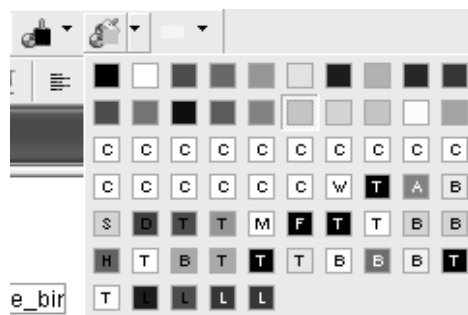 C C C C C C C C C C
C C C C C C W T A B
S D T T M F T T B B
H T B T T T B B B T
e_bir T L L L L